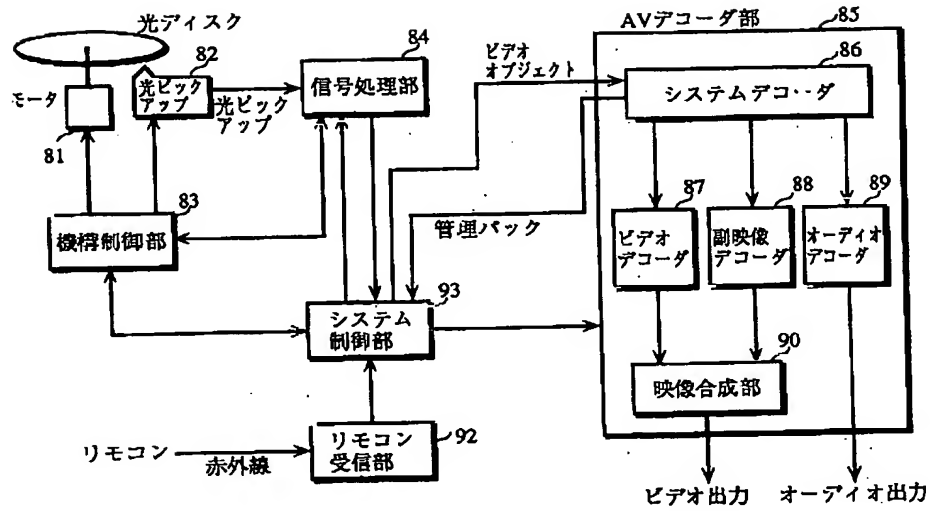 光ディスク
82
光ピック
アップ
光ピック
アップ
モータ
81
84
信号処理部
83
機構制御部
ビデオ
オブジェクト
管理パック
93
システム
制御部
92
リモコン
受信部
リモコン
赤外線
AVデコーダ部
85
86
システムデコーダ
87
ビデオ
デコーダ
88
副映像
デコーダ
89
オーディオ
デコーダ
90
映像合成部
ビデオ出力
オーディオ出力